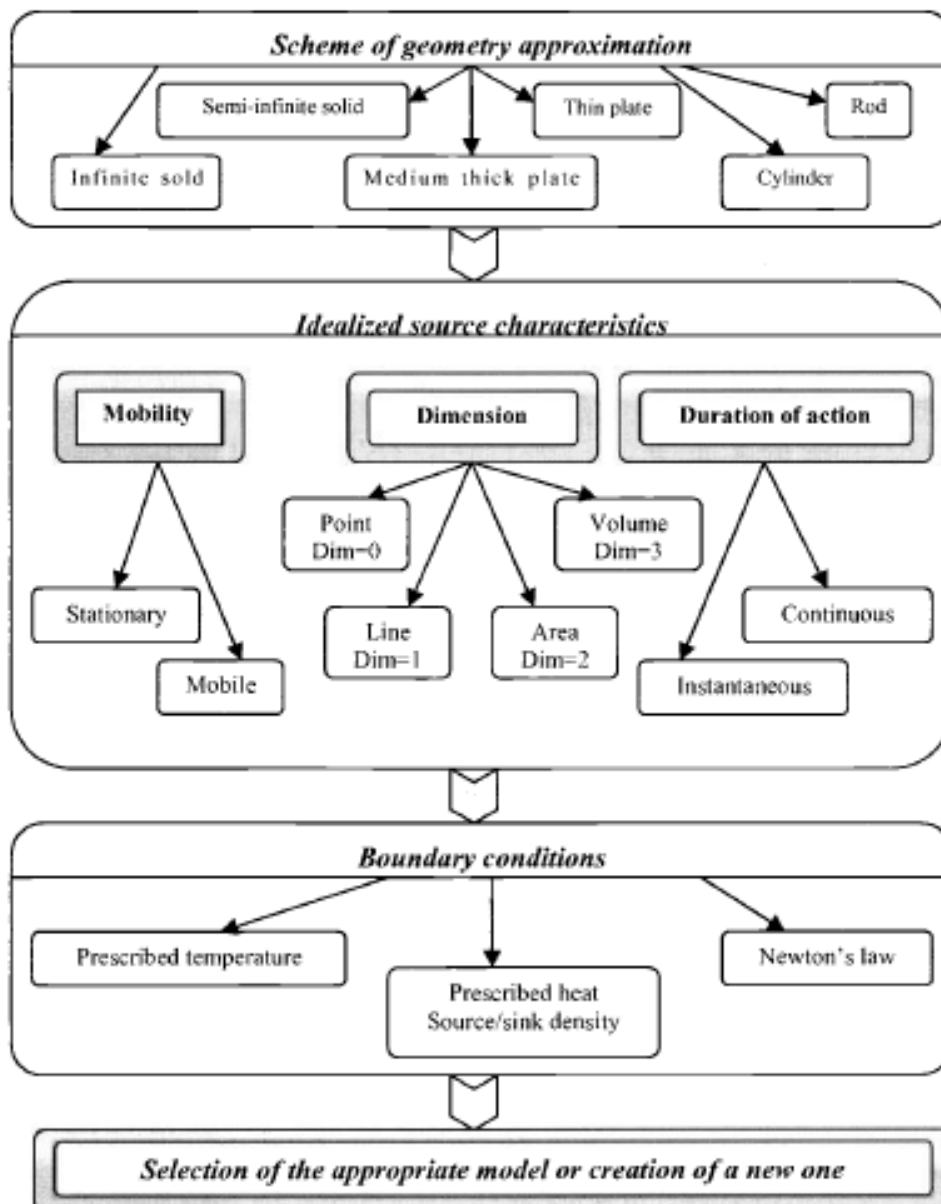 Scheme of geometry approximation
Semi-infinite solid
Thin plate
Rod
Infinite sold
Medium thick plate
Cylinder
Idealized source characteristics
Mobility
Dimension
Duration of action
Point
Dim=0
Volume
Dim=3
Stationary
Line
Dim=1
Area
Dim=2
Continuous
Mobile
Instantaneous
Boundary conditions
Prescribed temperature
Prescribed heat
Source/sink density
Newton's law
Selection of the appropriate model or creation of a new one